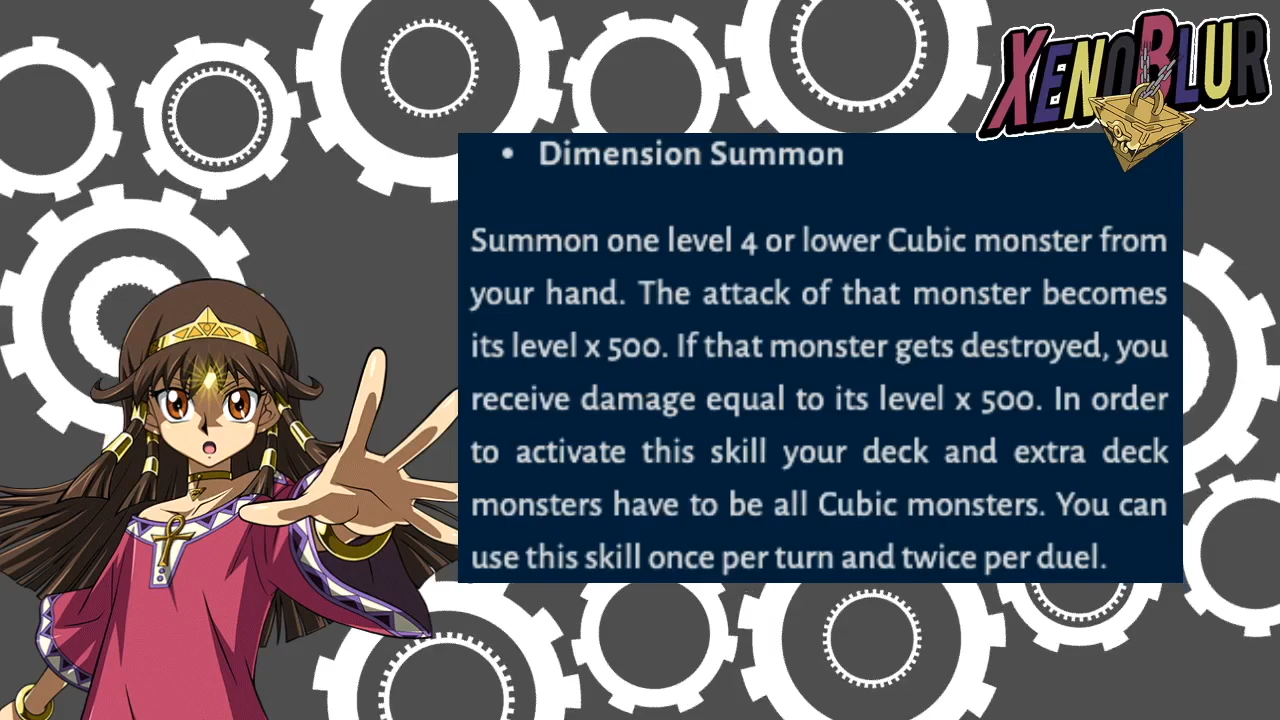 XENOBLUR
• Dimension Summon
Summon one level 4 or lower Cubic monster from
your hand. The attack of that monster becomes
its level x 500. If that monster gets destroyed, you
receive damage equal to its level x 500. In order
to activate this skill your deck and extra deck
monsters have to be all Cubic monsters. You can
use this skill once per turn and twice per duel.